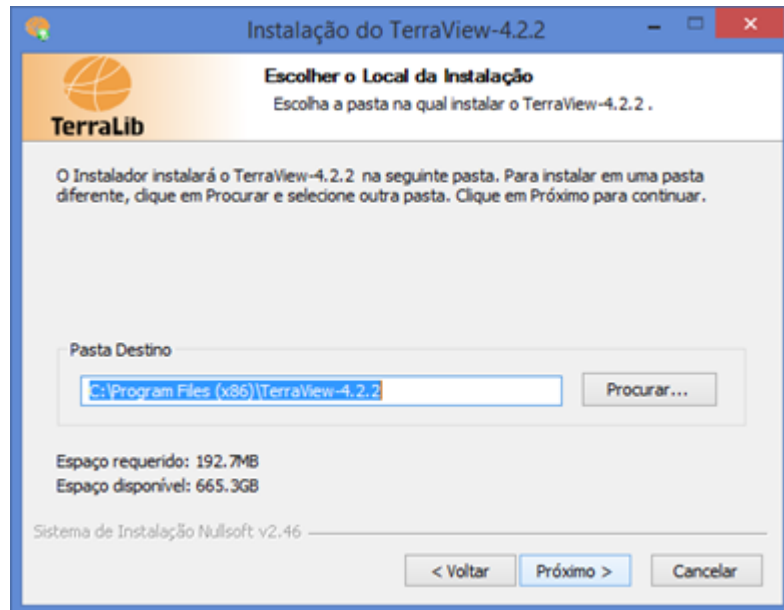 Instalação do TerraView-4.2.2
TerraLib
Escolher o Local da Instalação
Escolha a pasta na qual instalar o TerraView-4.2.2 .
O Instalador instalará o TerraView-4.2.2 na seguinte pasta. Para instalar em uma pasta
diferente, clique em Procurar e selecione outra pasta. Clique em Próximo para continuar.
Pasta Destino
C:\Program Files (x86)\TerraView-4.2.2
Procurar...
Espaço requerido: 192.7MB
Espaço disponível: 665.3GB
Sistema de Instalação Nullsoft v2.46
< Voltar
Próximo >
Cancelar